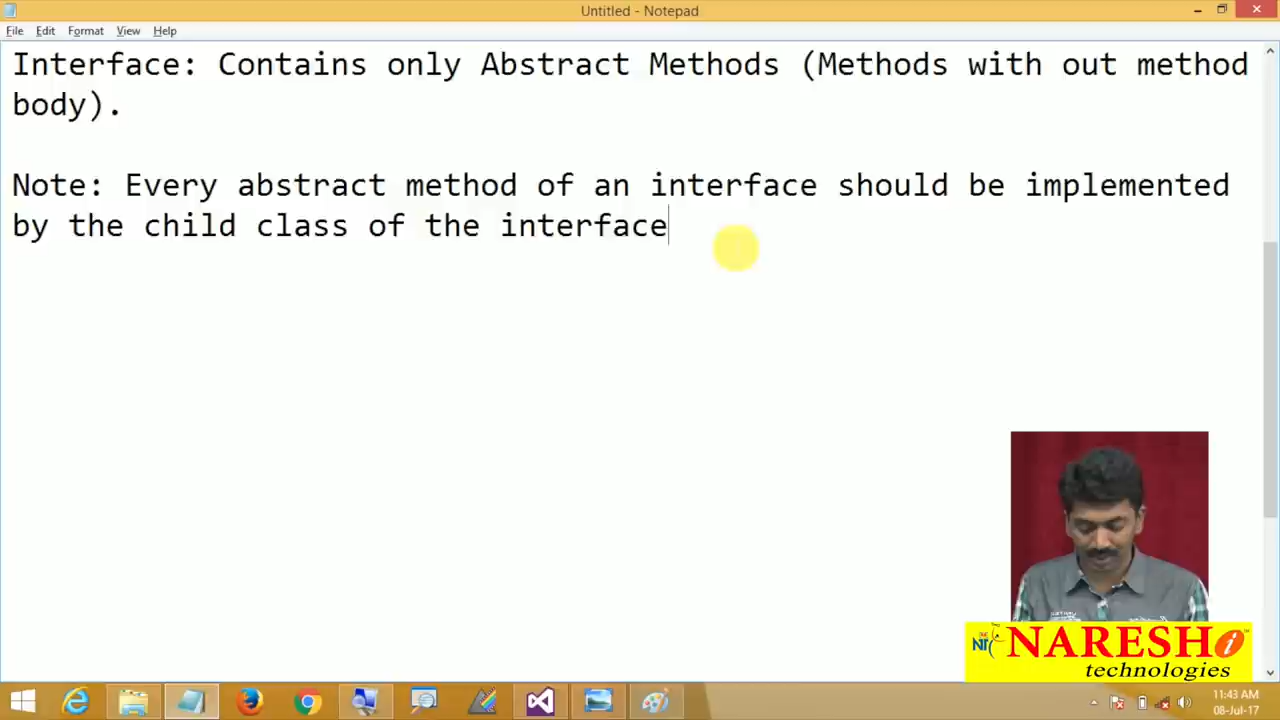 Untitled - Notepad
File Edit Format View Help
Interface: Contains only Abstract Methods (Methods with out method
body).
Note: Every abstract method of an interface should be implemented
by the child class of the interface
NARESH i
technologies
11:43 AM
08-Jul-17